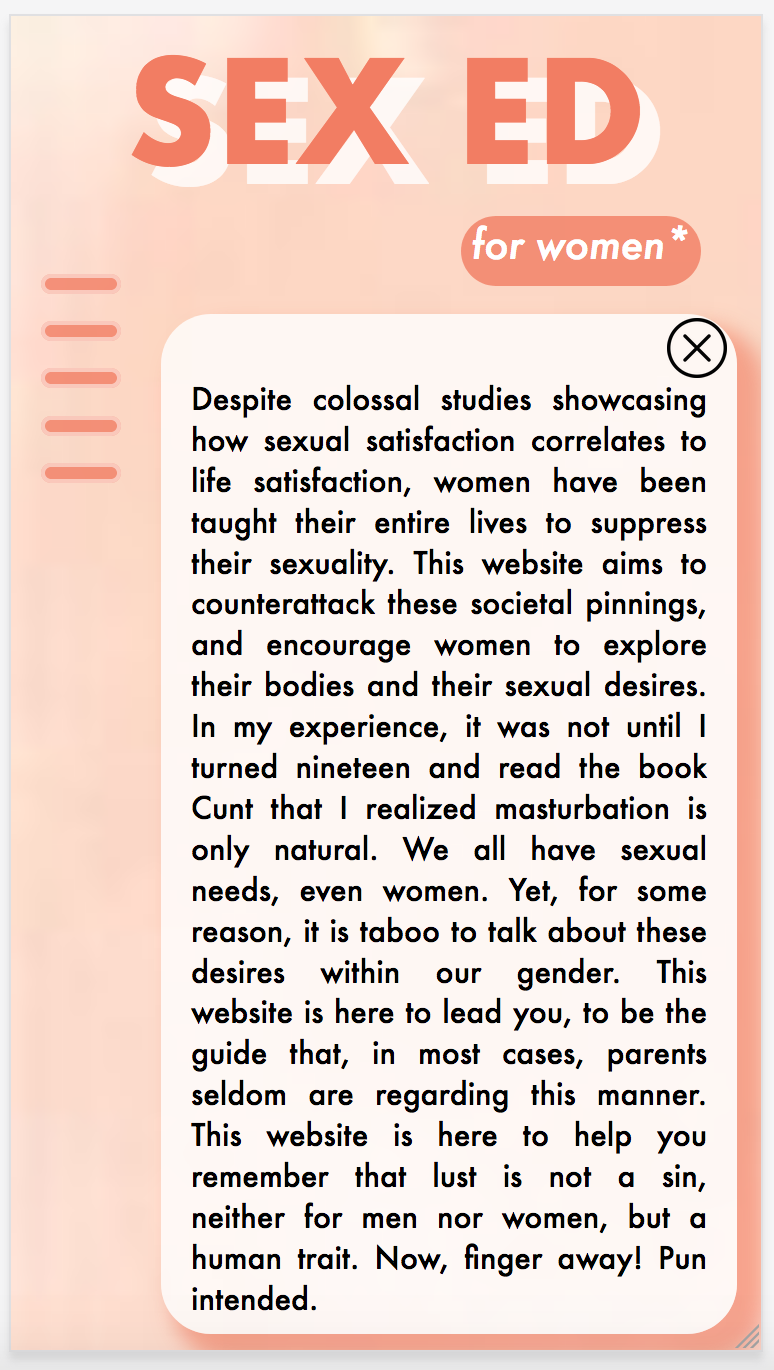 SEX ED
for women*
Despite colossal studies showcasing
how sexual satisfaction correlates to
life satisfaction, women have been
taught their entire lives to suppress
their sexuality. This website aims to
counterattack these societal pinnings,
and encourage women to explore
their bodies and their sexual desires.
In my experience, it was not until I
turned nineteen and read the book
Cunt that I realized masturbation is
only natural. We all have sexual
needs, even women. Yet, for some
reason, it is taboo to talk about these
desires within our gender. This
website is here to lead you, to be the
guide that, in most cases, parents
seldom are regarding this manner.
This website is here to help you
remember that lust is not a sin,
neither for men nor women, but a
human trait. Now, finger away! Pun
intended.